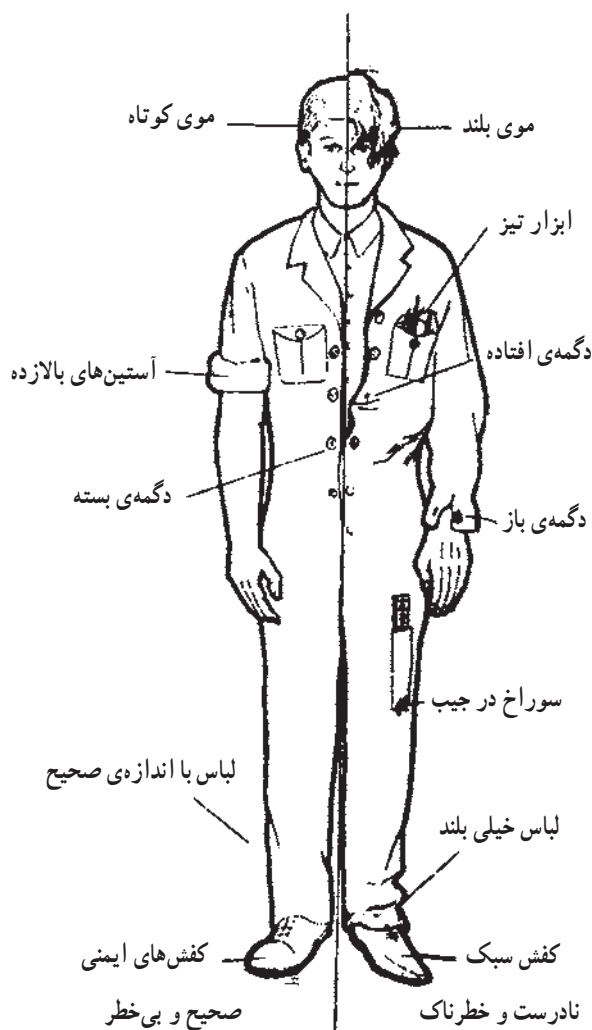 موی بلند
موی کوتاه
ابزار تیز
دگمه‌ی افتاده
آستین‌های بالازده
دگمه‌ی بسته
دگمه‌ی باز
سوراخ در جیب
لباس با اندازه‌ی صحیح
لباس خیلی بلند
کفش سبک
کفش‌های ایمنی
نادرست و خطرناک
صحیح و بی‌خطر